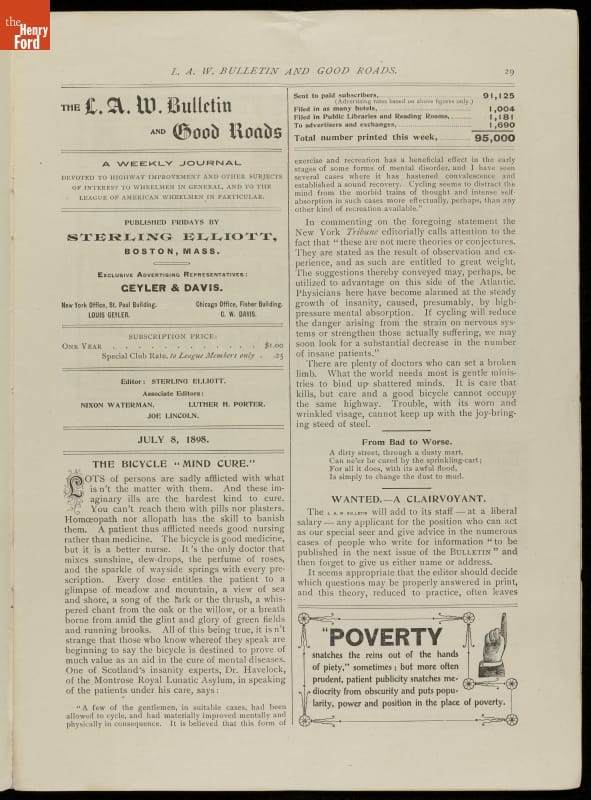 the
Henry
Ford
L. A. W. BULLETIN AND GOOD ROADS.
29
THE L. A. W. Bulletin
AND Good Roads
A WEEKLY JOURNAL
DEVOTED TO HIGHWAY IMPROVEMENT AND OTHER SUBJECTS
OF INTEREST TO WHEELMEN IN GENERAL, AND TO THE
LEAGUE OF AMERICAN WHEELMEN IN PARTICULAR.
PUBLISHED FRIDAYS BY
STERLING ELLIOTT,
BOSTON, MASS.
EXCLUSIVE ADVERTISING REPRESENTATIVES:
GEYLER & DAVIS.
New York Office, St. Paul Building.
LOUIS GEYLER.
Chicago Office, Fisher Building.
G. W. DAVIS.
SUBSCRIPTION PRICE:
ONE YEAR . . . . . . . . . . . . . $1.00
Special Club Rate, to League Members only . .25
Editor: STERLING ELLIOTT.
Associate Editors:
NIXON WATERMAN. LUTHER H. PORTER.
JOE LINCOLN.
JULY 8, 1898.
THE BICYCLE "MIND CURE."
LOTS of persons are sadly afflicted with what
is n't the matter with them. And these im-
aginary ills are the hardest kind to cure.
You can't reach them with pills nor plasters.
Homœopath nor allopath has the skill to banish
them. A patient thus afflicted needs nursing
rather than medicine. The bicycle is good medicine,
but it is a better nurse. It 's the only doctor that
mixes sunshine, dew-drops, the perfume of roses,
and the sparkle of wayside springs with every pre-
scription. Every dose entitles the patient to a
glimpse of meadow and mountain, a view of sea
and shore, a song of the lark or the thrush, a whis-
pered chant from the oak or the willow, or a breath
borne from amid the glint and glory of green fields
and running brooks. All of this being true, it is n't
strange that those who know whereof they speak are
beginning to say the bicycle is destined to prove of
much value as an aid in the cure of mental diseases.
One of Scotland's insanity experts, Dr. Havelock,
of the Montrose Royal Lunatic Asylum, in speaking
of the patients under his care, says:
"A few of the gentlemen, in suitable cases, had been
allowed to cycle, and had materially improved mentally and
physically in consequence. It is believed that this form of
Sent to paid subscribers, 91,125
(Advertising rates based on above figures only.)
Filed in as many hotels, 1,004
Filed in Public Libraries and Reading Rooms, 1,181
To advertisers and exchanges, 1,690
Total number printed this week, 95,000
exercise and recreation has a beneficial effect in the early
stages of some forms of mental disorder, and I have seen
several cases where it has hastened convalescence and
established a sound recovery. Cycling seems to distract the
mind from the morbid trains of thought and intense self-
absorption in such cases more effectually, perhaps, than any
other kind of recreation available."
In commenting on the foregoing statement the
New York Tribune editorially calls attention to the
fact that "these are not mere theories or conjectures.
They are stated as the result of observation and ex-
perience, and as such are entitled to great weight.
The suggestions thereby conveyed may, perhaps, be
utilized to advantage on this side of the Atlantic.
Physicians here have become alarmed at the steady
growth of insanity, caused, presumably, by high-
pressure mental absorption. If cycling will reduce
the danger arising from the strain on nervous sys-
tems or strengthen those actually suffering, we may
soon look for a substantial decrease in the number
of insane patients."
There are plenty of doctors who can set a broken
limb. What the world needs most is gentle minis-
tries to bind up shattered minds. It is care that
kills, but care and a good bicycle cannot occupy
the same highway. Trouble, with its worn and
wrinkled visage, cannot keep up with the joy-bring-
ing steed of steel.
From Bad to Worse.
A dirty street, through a dusty mart,
Can ne'er be cured by the sprinkling-cart;
For all it does, with its awful flood,
Is simply to change the dust to mud.
WANTED.—A CLAIRVOYANT.
The L. A. W. BULLETIN will add to its staff—at a liberal
salary—any applicant for the position who can act
as our special seer and give advice in the numerous
cases of people who write for information "to be
published in the next issue of the BULLETIN" and
then forget to give us either name or address.
It seems appropriate that the editor should decide
which questions may be properly answered in print,
and this theory, reduced to practice, often leaves
"POVERTY
snatches the reins out of the hands
of piety," sometimes; but more often
prudent, patient publicity snatches me-
diocrity from obscurity and puts popu-
larity, power and position in the place of poverty.